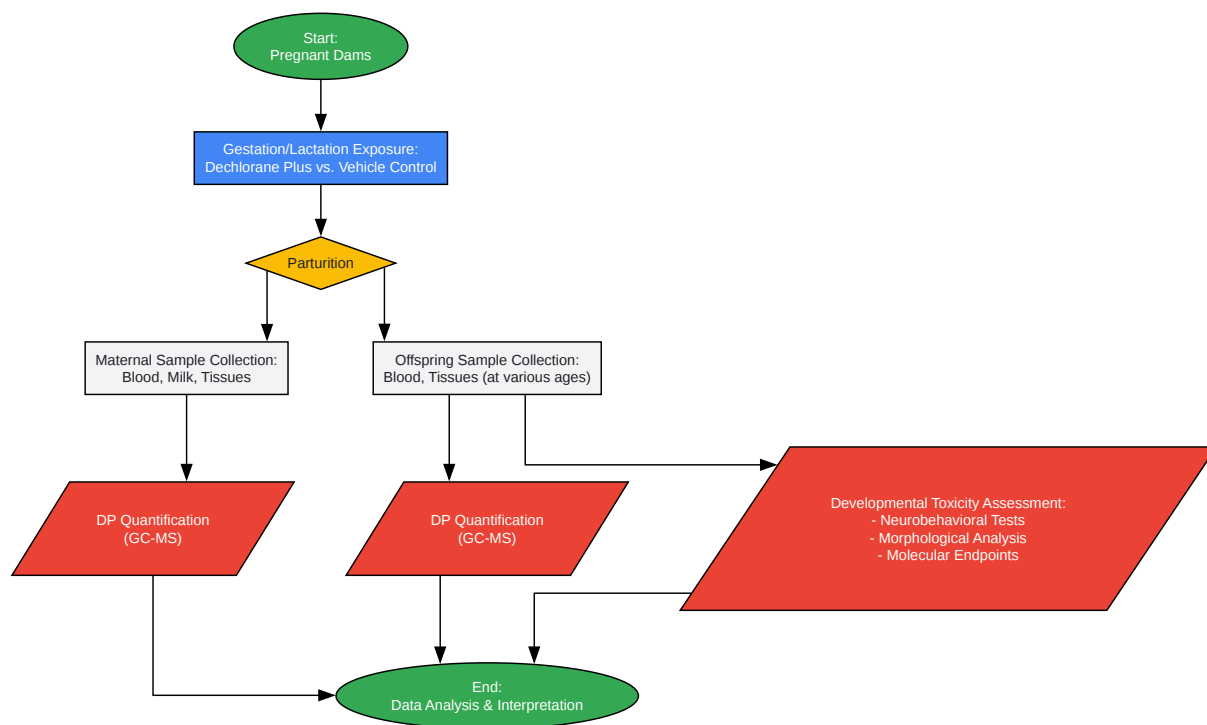 Start:
Pregnant Dams
Gestation/Lactation Exposure:
Dechlorane Plus vs. Vehicle Control
Parturition
Maternal Sample Collection:
Blood, Milk, Tissues
Offspring Sample Collection:
Blood, Tissues (at various ages)
DP Quantification
(GC-MS)
DP Quantification
(GC-MS)
Developmental Toxicity Assessment:
- Neurobehavioral Tests
- Morphological Analysis
- Molecular Endpoints
End:
Data Analysis & Interpretation